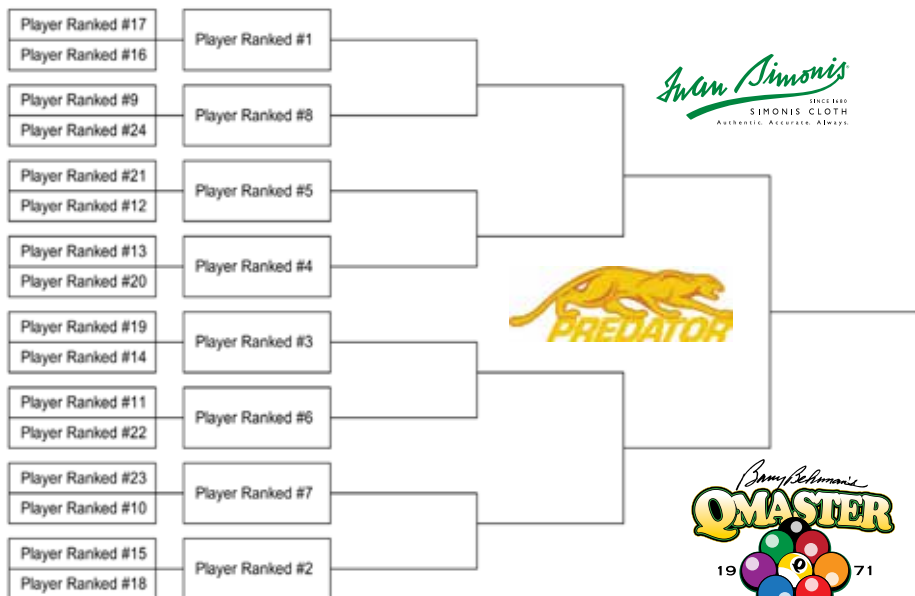 Player Ranked #17
Player Ranked #16
Player Ranked #1
Player Ranked #9
Player Ranked #24
Player Ranked #8
Player Ranked #21
Player Ranked #12
Player Ranked #5
Player Ranked #13
Player Ranked #20
Player Ranked #4
Player Ranked #19
Player Ranked #14
Player Ranked #3
Player Ranked #11
Player Ranked #22
Player Ranked #6
Player Ranked #23
Player Ranked #10
Player Ranked #7
Player Ranked #15
Player Ranked #18
Player Ranked #2
Iwan Simonis
SINCE 1680
SIMONIS CLOTH
Authentic. Accurate. Always.
PREDATOR
Barry Behrman's
QMASTER
19 71